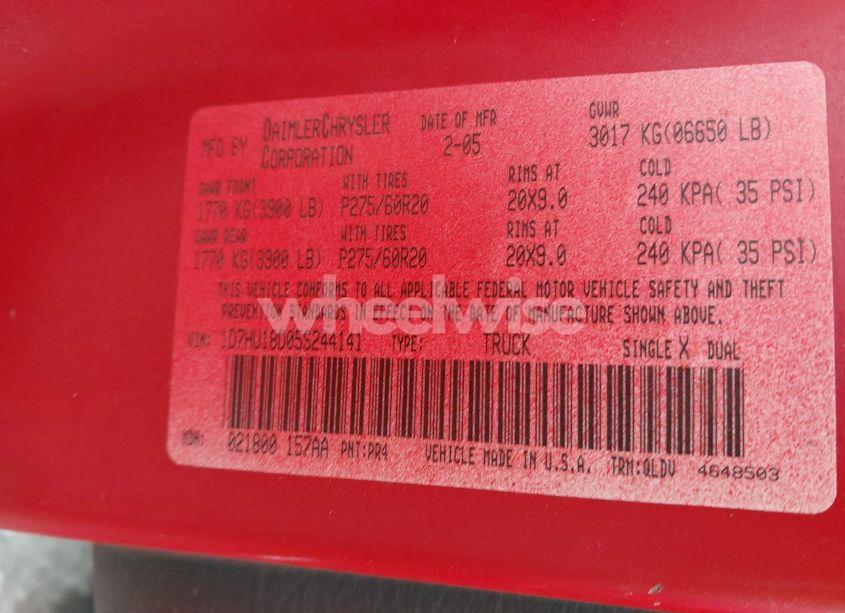 MFD BY DAIMLERCHRYSLER CORPORATION DATE OF MFR 2-05 GVWR 3017 KG(06650 LB)
GAWR FRONT WITH TIRES RIMS AT COLD
1770 KG(3900 LB) P275/60R20 20X9.0 240 KPA( 35 PSI)
GAWR REAR WITH TIRES RIMS AT COLD
1770 KG(3900 LB) P275/60R20 20X9.0 240 KPA( 35 PSI)
THIS VEHICLE CONFORMS TO ALL APPLICABLE FEDERAL MOTOR VEHICLE SAFETY AND THEFT
PREVENTION STANDARDS IN EFFECT ON THE DATE OF MANUFACTURE SHOWN ABOVE.
wheelwise
VIN: 1D7HU18D05S244141 TYPE: TRUCK SINGLE X DUAL
MDH: 021800 157AA PNT:PR4 VEHICLE MADE IN U.S.A. TRM:QLDV 4648503